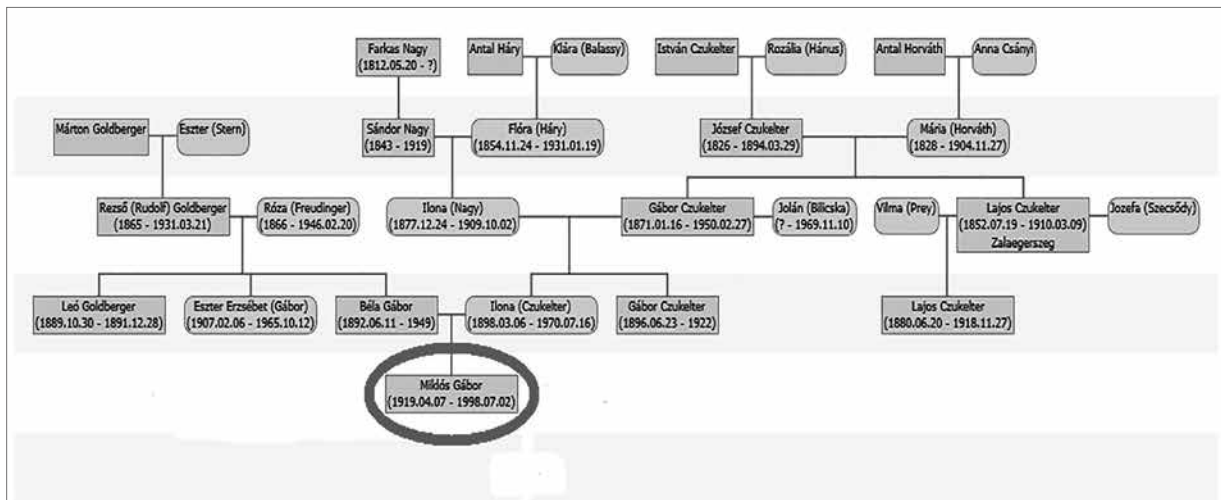 Farkas Nagy
(1812.05.20 - ?)
Antal Háry
Klára (Balassy)
István Czukelter
Rozália (Hánus)
Antal Horváth
Anna Csányi
Márton Goldberger
Eszter (Stern)
Sándor Nagy
(1843 - 1919)
Flóra (Háry)
(1854.11.24 - 1931.01.19)
József Czukelter
(1826 - 1894.03.29)
Mária (Horváth)
(1828 - 1904.11.27)
Rezső (Rudolf) Goldberger
(1865 - 1931.03.21)
Róza (Freudinger)
(1866 - 1946.02.20)
Ilona (Nagy)
(1877.12.24 - 1909.10.02)
Gábor Czukelter
(1871.01.16 - 1950.02.27)
Jolán (Bilicska)
(? - 1969.11.10)
Vilma (Prey)
Lajos Czukelter
(1852.07.19 - 1910.03.09)
Zalaegerszeg
Jozefa (Szecsődy)
Leó Goldberger
(1889.10.30 - 1891.12.28)
Eszter Erzsébet (Gábor)
(1907.02.06 - 1965.10.12)
Béla Gábor
(1892.06.11 - 1949)
Ilona (Czukelter)
(1898.03.06 - 1970.07.16)
Gábor Czukelter
(1896.06.23 - 1922)
Lajos Czukelter
(1880.06.20 - 1918.11.27)
Miklós Gábor
(1919.04.07 - 1998.07.02)